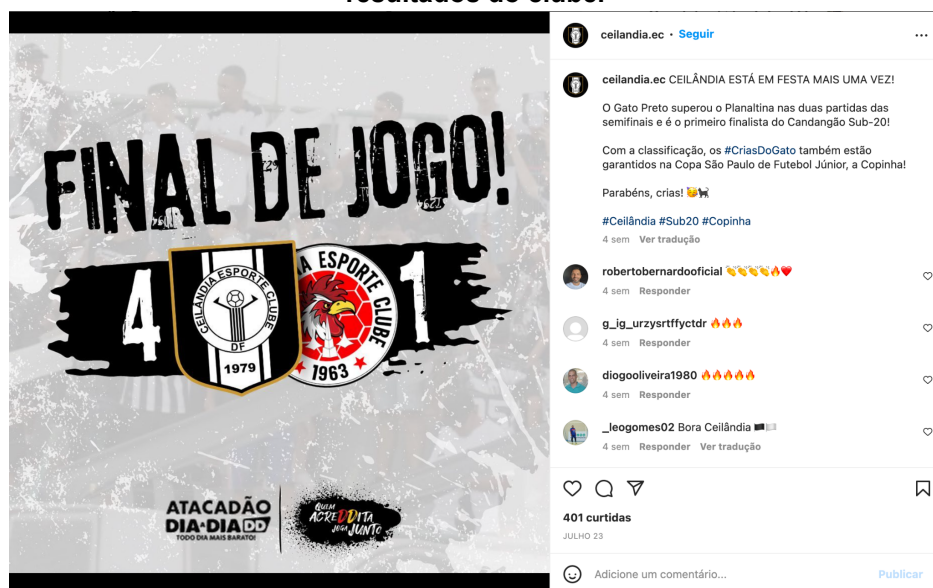 resultados do clube.
FINAL DE JOGO!
4
CEILÂNDIA ESPORTE CLUBE
DF
1979
A ESPORTE CLUBE
1963
1
ATACADÃO
DIA A DIA DD
TODO DIA MAIS BARATO!
QUEM
ACREDDITA
JOGA JUNTO
ceilandia.ec • Seguir
ceilandia.ec CEILÂNDIA ESTÁ EM FESTA MAIS UMA VEZ!
O Gato Preto superou o Planaltina nas duas partidas das
semifinais e é o primeiro finalista do Candangão Sub-20!
Com a classificação, os #CriasDoGato também estão
garantidos na Copa São Paulo de Futebol Júnior, a Copinha!
Parabéns, crias! 🥳🐈‍⬛
#Ceilândia #Sub20 #Copinha
4 sem Ver tradução
robertobernardooficial 👏👏👏👏🔥❤️
4 sem Responder
g_ig_urzysrtffyctdr 🔥🔥🔥
4 sem Responder
diogooliveira1980 🔥🔥🔥🔥🔥
4 sem Responder
_leogomes02 Bora Ceilândia 🏴🏳
4 sem Responder Ver tradução
401 curtidas
JULHO 23
Adicione um comentário... Publicar